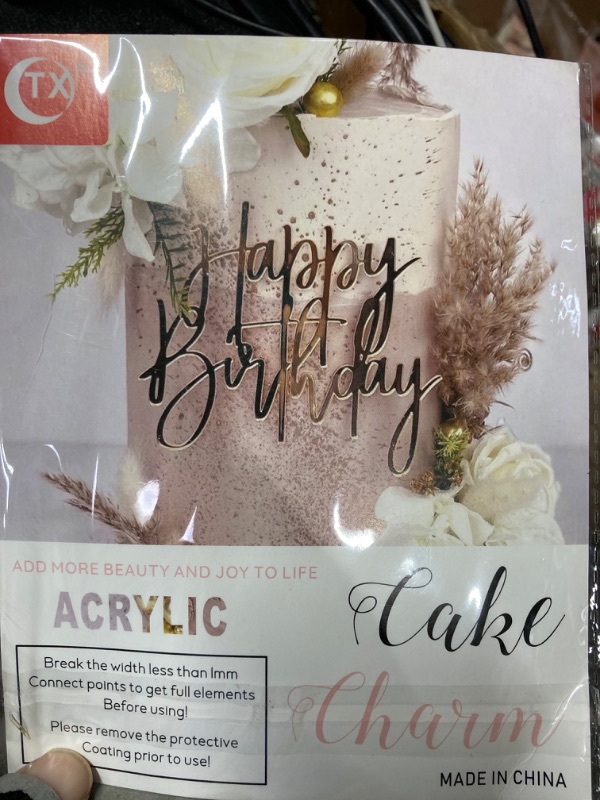 TX
Happy
Birthday
ADD MORE BEAUTY AND JOY TO LIFE
ACRYLIC
Cake
Charm
Break the width less than 1mm
Connect points to get full elements
Before using!
Please remove the protective
Coating prior to use!
MADE IN CHINA